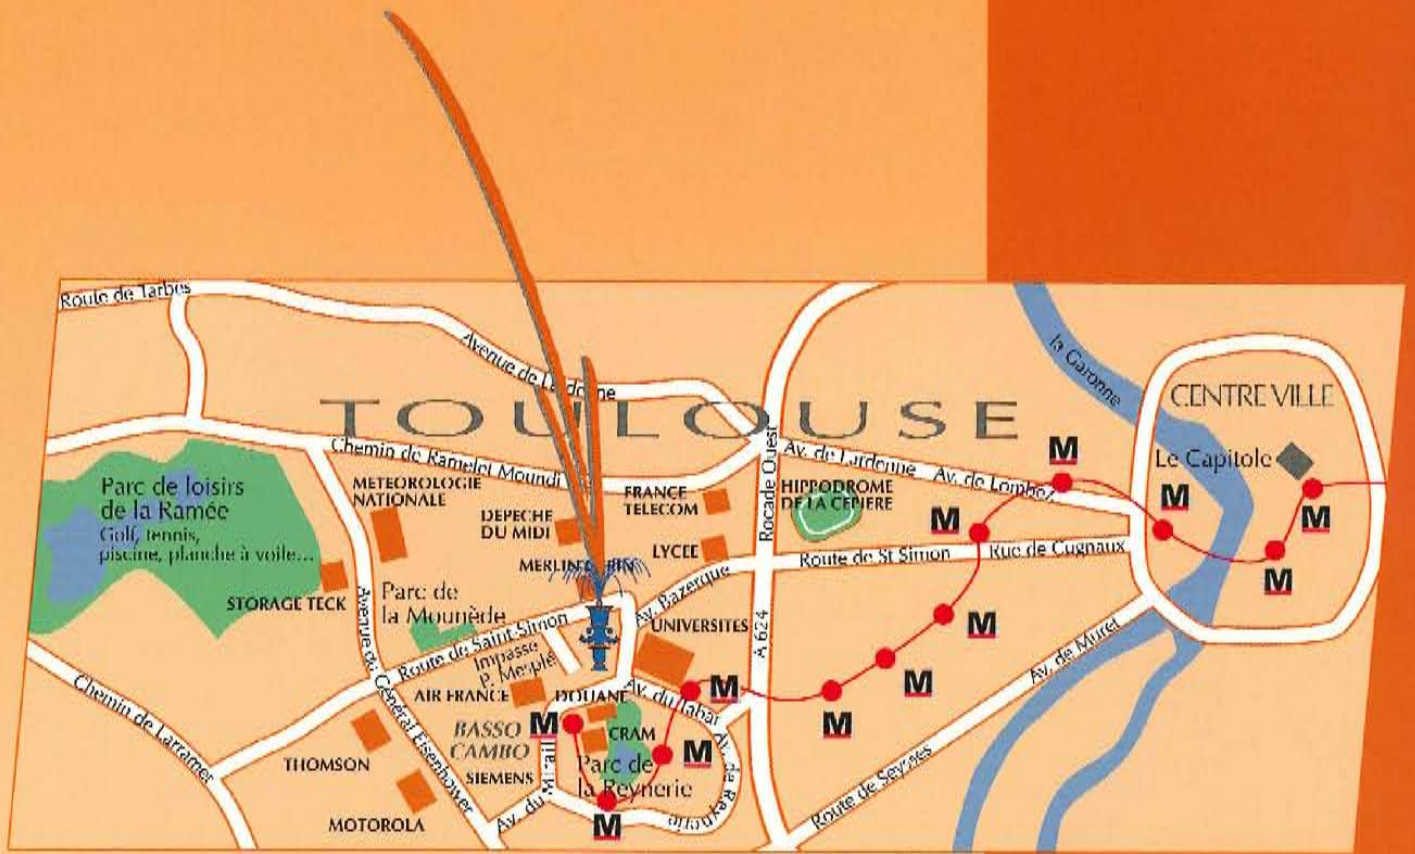 Route de Tarbes
la Garonne
Avenue de Lardenne
CENTRE VILLE
TOULOUSE
Chemin de Ramelet Moundi
Rocade Ouest
Av. de Lardenne
Av. de Lombez
M
Le Capitole
Parc de loisirs
de la Ramée
Golf, tennis,
piscine, planche à voile...
METEOROLOGIE
NATIONALE
FRANCE
TELECOM
HIPPODROME
DE LA CEPIERE
M
M
M
DEPECHE
DU MIDI
LYCEE
Route de St Simon
Rue de Cugnaux
MERLIN
M
STORAGE TECK
Parc de
la Mounède
Av. Bazerque
Avenue du Général Eisenhower
Route de Saint-Simon
UNIVERSITES
A 624
M
Impasse
P. Mesplé
Av. de Muret
AIR FRANCE
DOUANE
Av. du Mirail
M
M
M
M
BASSO
CAMBO
CRAM
M
Chemin de Larramet
THOMSON
SIEMENS
Parc de
la Reynerie
Av. de Reynerie
Route de Seysses
MOTOROLA
M